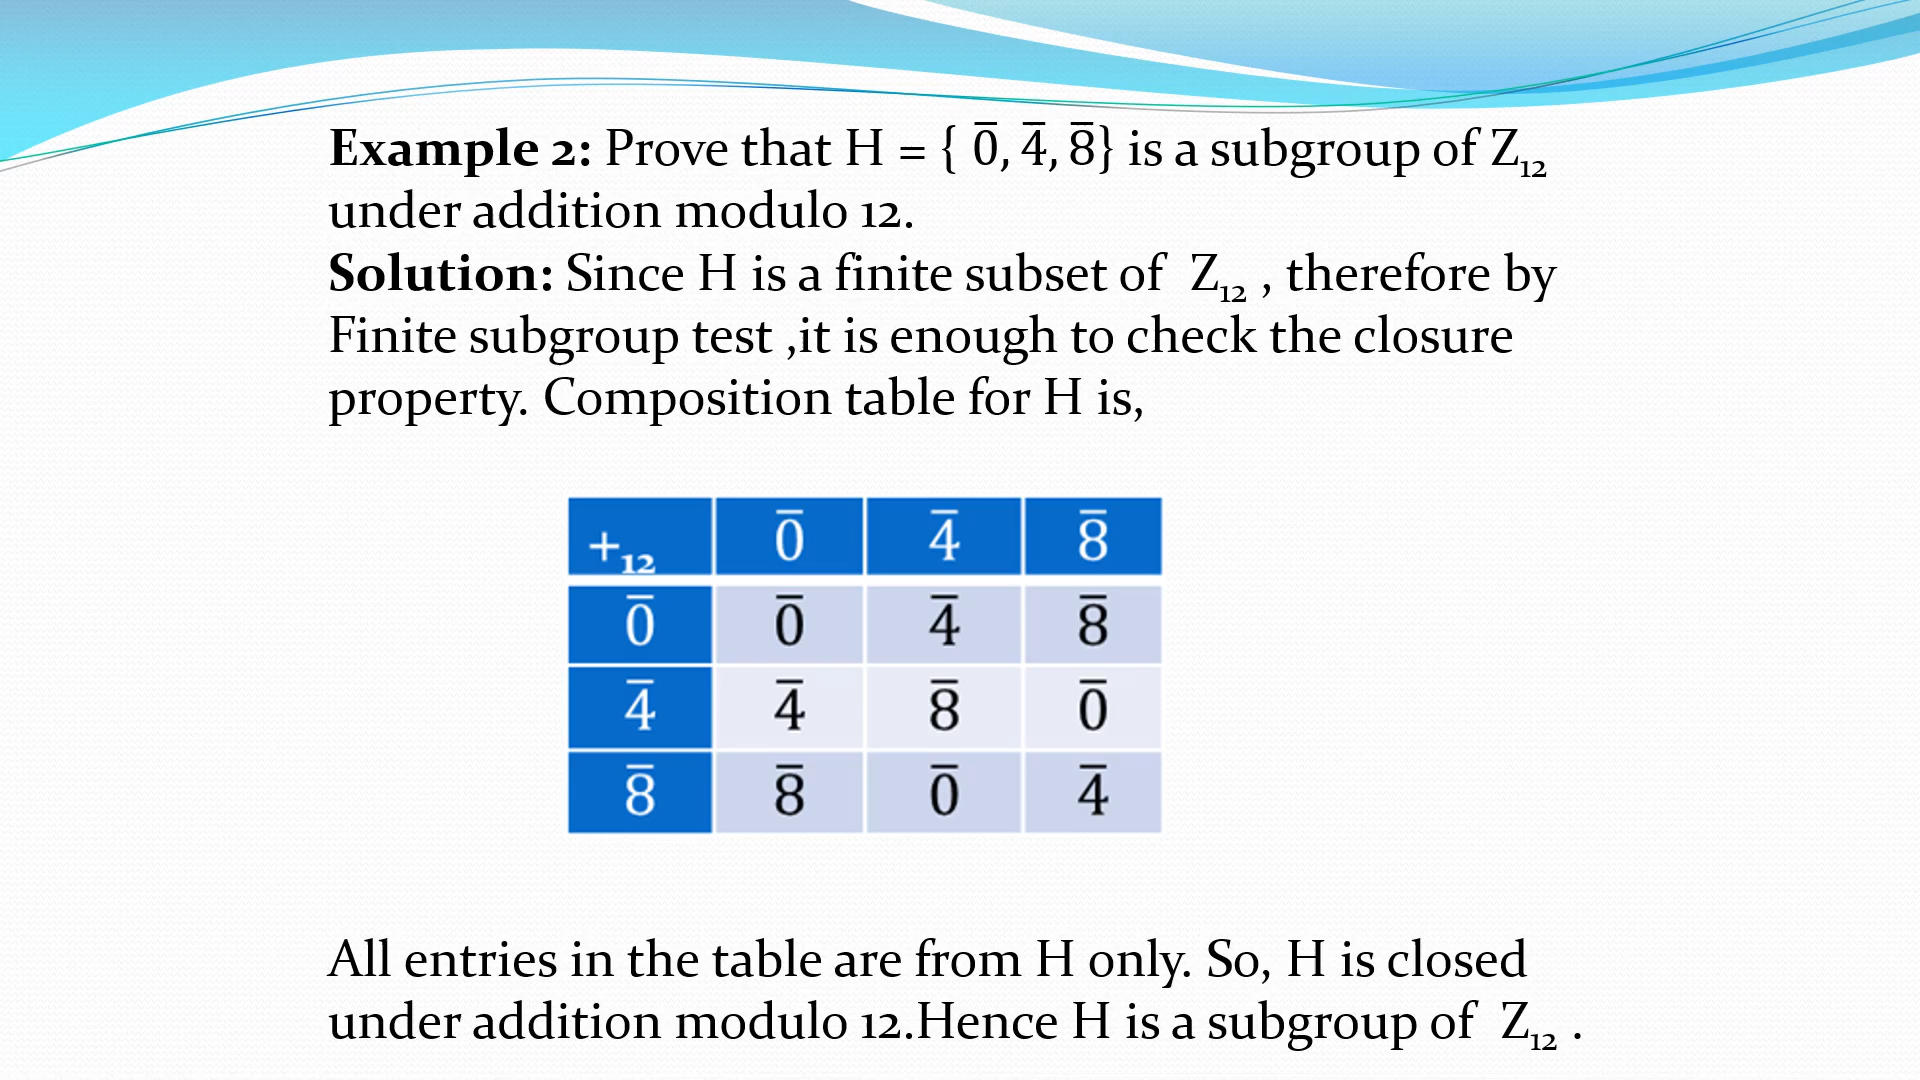 Example 2: Prove that H = { 0̅, 4̅, 8̅} is a subgroup of Z₁₂
under addition modulo 12.
Solution: Since H is a finite subset of Z₁₂ , therefore by
Finite subgroup test ,it is enough to check the closure
property. Composition table for H is,
+₁₂ 0̅ 4̅ 8̅
0̅ 0̅ 4̅ 8̅
4̅ 4̅ 8̅ 0̅
8̅ 8̅ 0̅ 4̅
All entries in the table are from H only. So, H is closed
under addition modulo 12.Hence H is a subgroup of Z₁₂ .